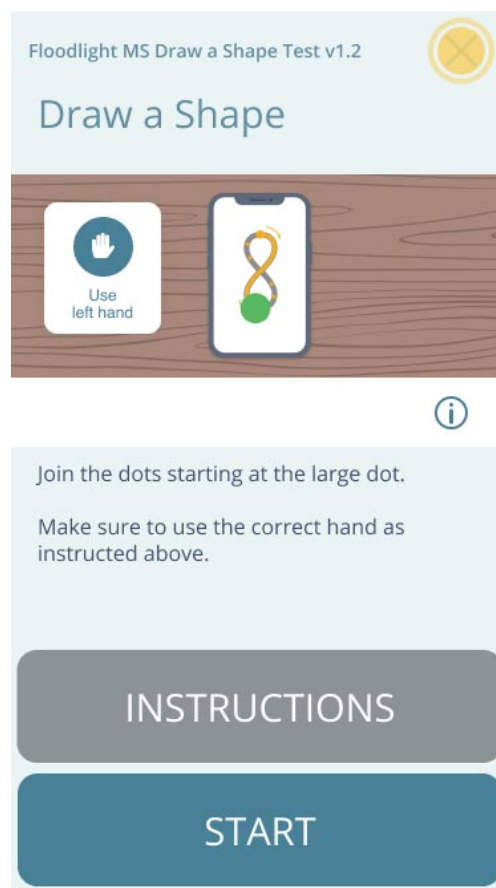 Floodlight MS Draw a Shape Test v1.2
Draw a Shape
Use
left hand
i
Join the dots starting at the large dot.
Make sure to use the correct hand as
instructed above.
INSTRUCTIONS
START